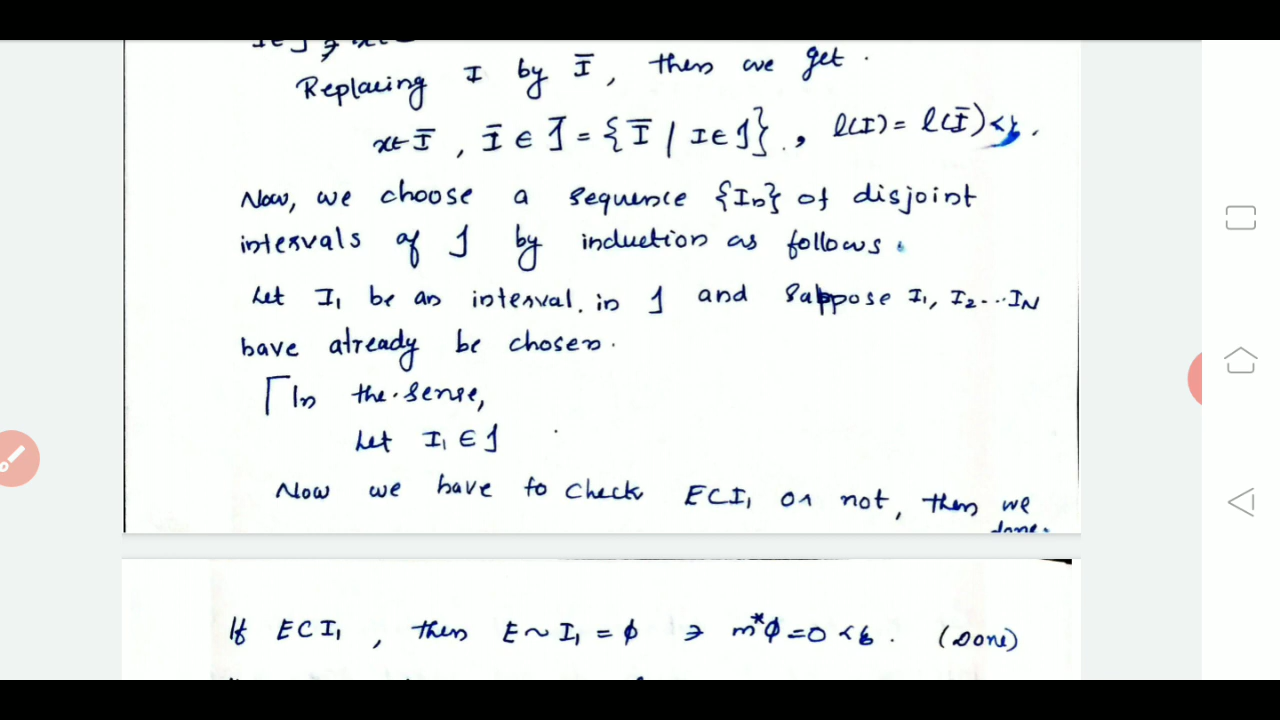 Replacing I by Ī, then we get.
x∈Ī, Ī ∈ J̄ = {Ī / I∈J}., l(I) = l(Ī) < ε.
Now, we choose a sequence {In} of disjoint
intervals of J by induction as follows.
Let I₁ be an interval. in J and Suppose I₁, I₂...IN
have already be chosen.
In the.sense,
Let I₁ ∈ J
Now we have to check E⊂I₁ or not, then we
done.
If E⊂I₁, then E~I₁ = φ ∋ m*φ=0 < ε. (Done)